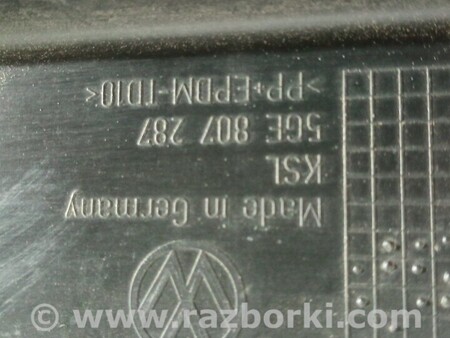 Made in Germany
KSL
5GE 807 287
>PP+EPDM-TD10<
© www.razborki.com